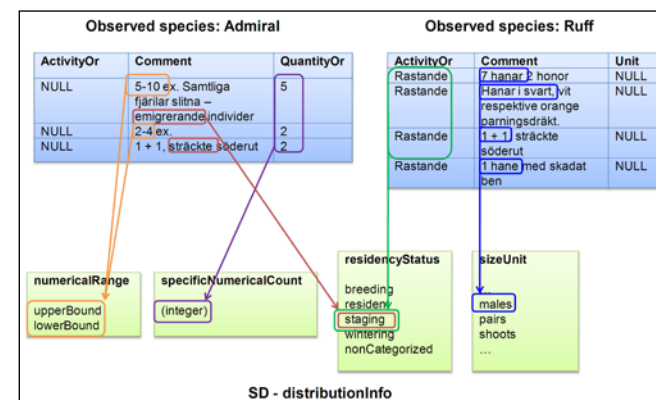 Observed species: Admiral
ActivityOr Comment QuantityOr
NULL 5-10 ex. Samtliga 5
fjärilar slitna –
emigrerande individer
NULL 2-4 ex. 2
NULL 1 + 1, sträckte söderut 2
Observed species: Ruff
ActivityOr Comment Unit
Rastande 7 hanar 2 honor NULL
Rastande Hanar i svart, vit NULL
respektive orange
parningsdräkt.
Rastande 1 + 1, sträckte NULL
söderut
Rastande 1 hane med skadat NULL
ben
numericalRange
upperBound
lowerBound
specificNumericalCount
(integer)
residencyStatus
breeding
resident
staging
wintering
nonCategorized
sizeUnit
males
pairs
shoots
…
SD - distributionInfo